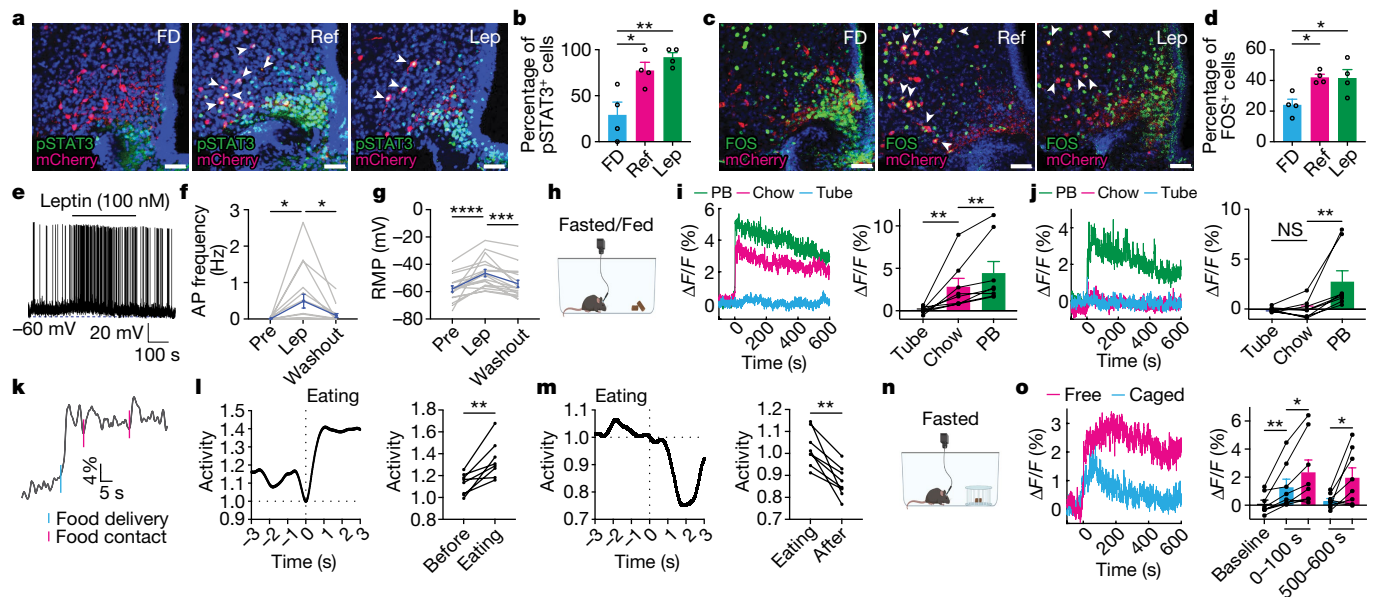 a
FD
pSTAT3
mCherry
Ref
pSTAT3
mCherry
Lep
pSTAT3
mCherry
b
Percentage of
pSTAT3+ cells
100
50
0
**
*
FD
Ref
Lep
c
FD
FOS
mCherry
Ref
FOS
mCherry
Lep
FOS
mCherry
d
Percentage of
FOS+ cells
60
40
20
0
*
*
FD
Ref
Lep
e
Leptin (100 nM)
−60 mV
20 mV
100 s
f
AP frequency
(Hz)
3
2
1
0
* *
Pre
Lep
Washout
g
RMP (mV)
0
−20
−40
−60
−80
**** ***
Pre
Lep
Washout
h
Fasted/Fed
i
PB Chow Tube
ΔF/F (%)
6
4
2
0
0 200 400 600
Time (s)
ΔF/F (%)
10
5
0
** **
Tube
Chow
PB
j
PB Chow Tube
ΔF/F (%)
6
4
2
0
0 200 400 600
Time (s)
ΔF/F (%)
10
5
0
NS **
Tube
Chow
PB
k
4%
5 s
Food delivery
Food contact
l
Eating
Activity
1.5
1.4
1.3
1.2
1.1
1.0
0.9
−3 −2 −1 0 1 2 3
Time (s)
Activity
1.8
1.6
1.4
1.2
1.0
0.8
**
Before
Eating
m
Eating
Activity
1.1
1.0
0.9
0.8
0.7
−3 −2 −1 0 1 2 3
Time (s)
Activity
1.2
1.1
1.0
0.9
0.8
0.7
**
Eating
After
n
Fasted
o
Free Caged
ΔF/F (%)
3
2
1
0
0 200 400 600
Time (s)
ΔF/F (%)
6
4
2
0
** * *
Baseline
0–100 s
500–600 s